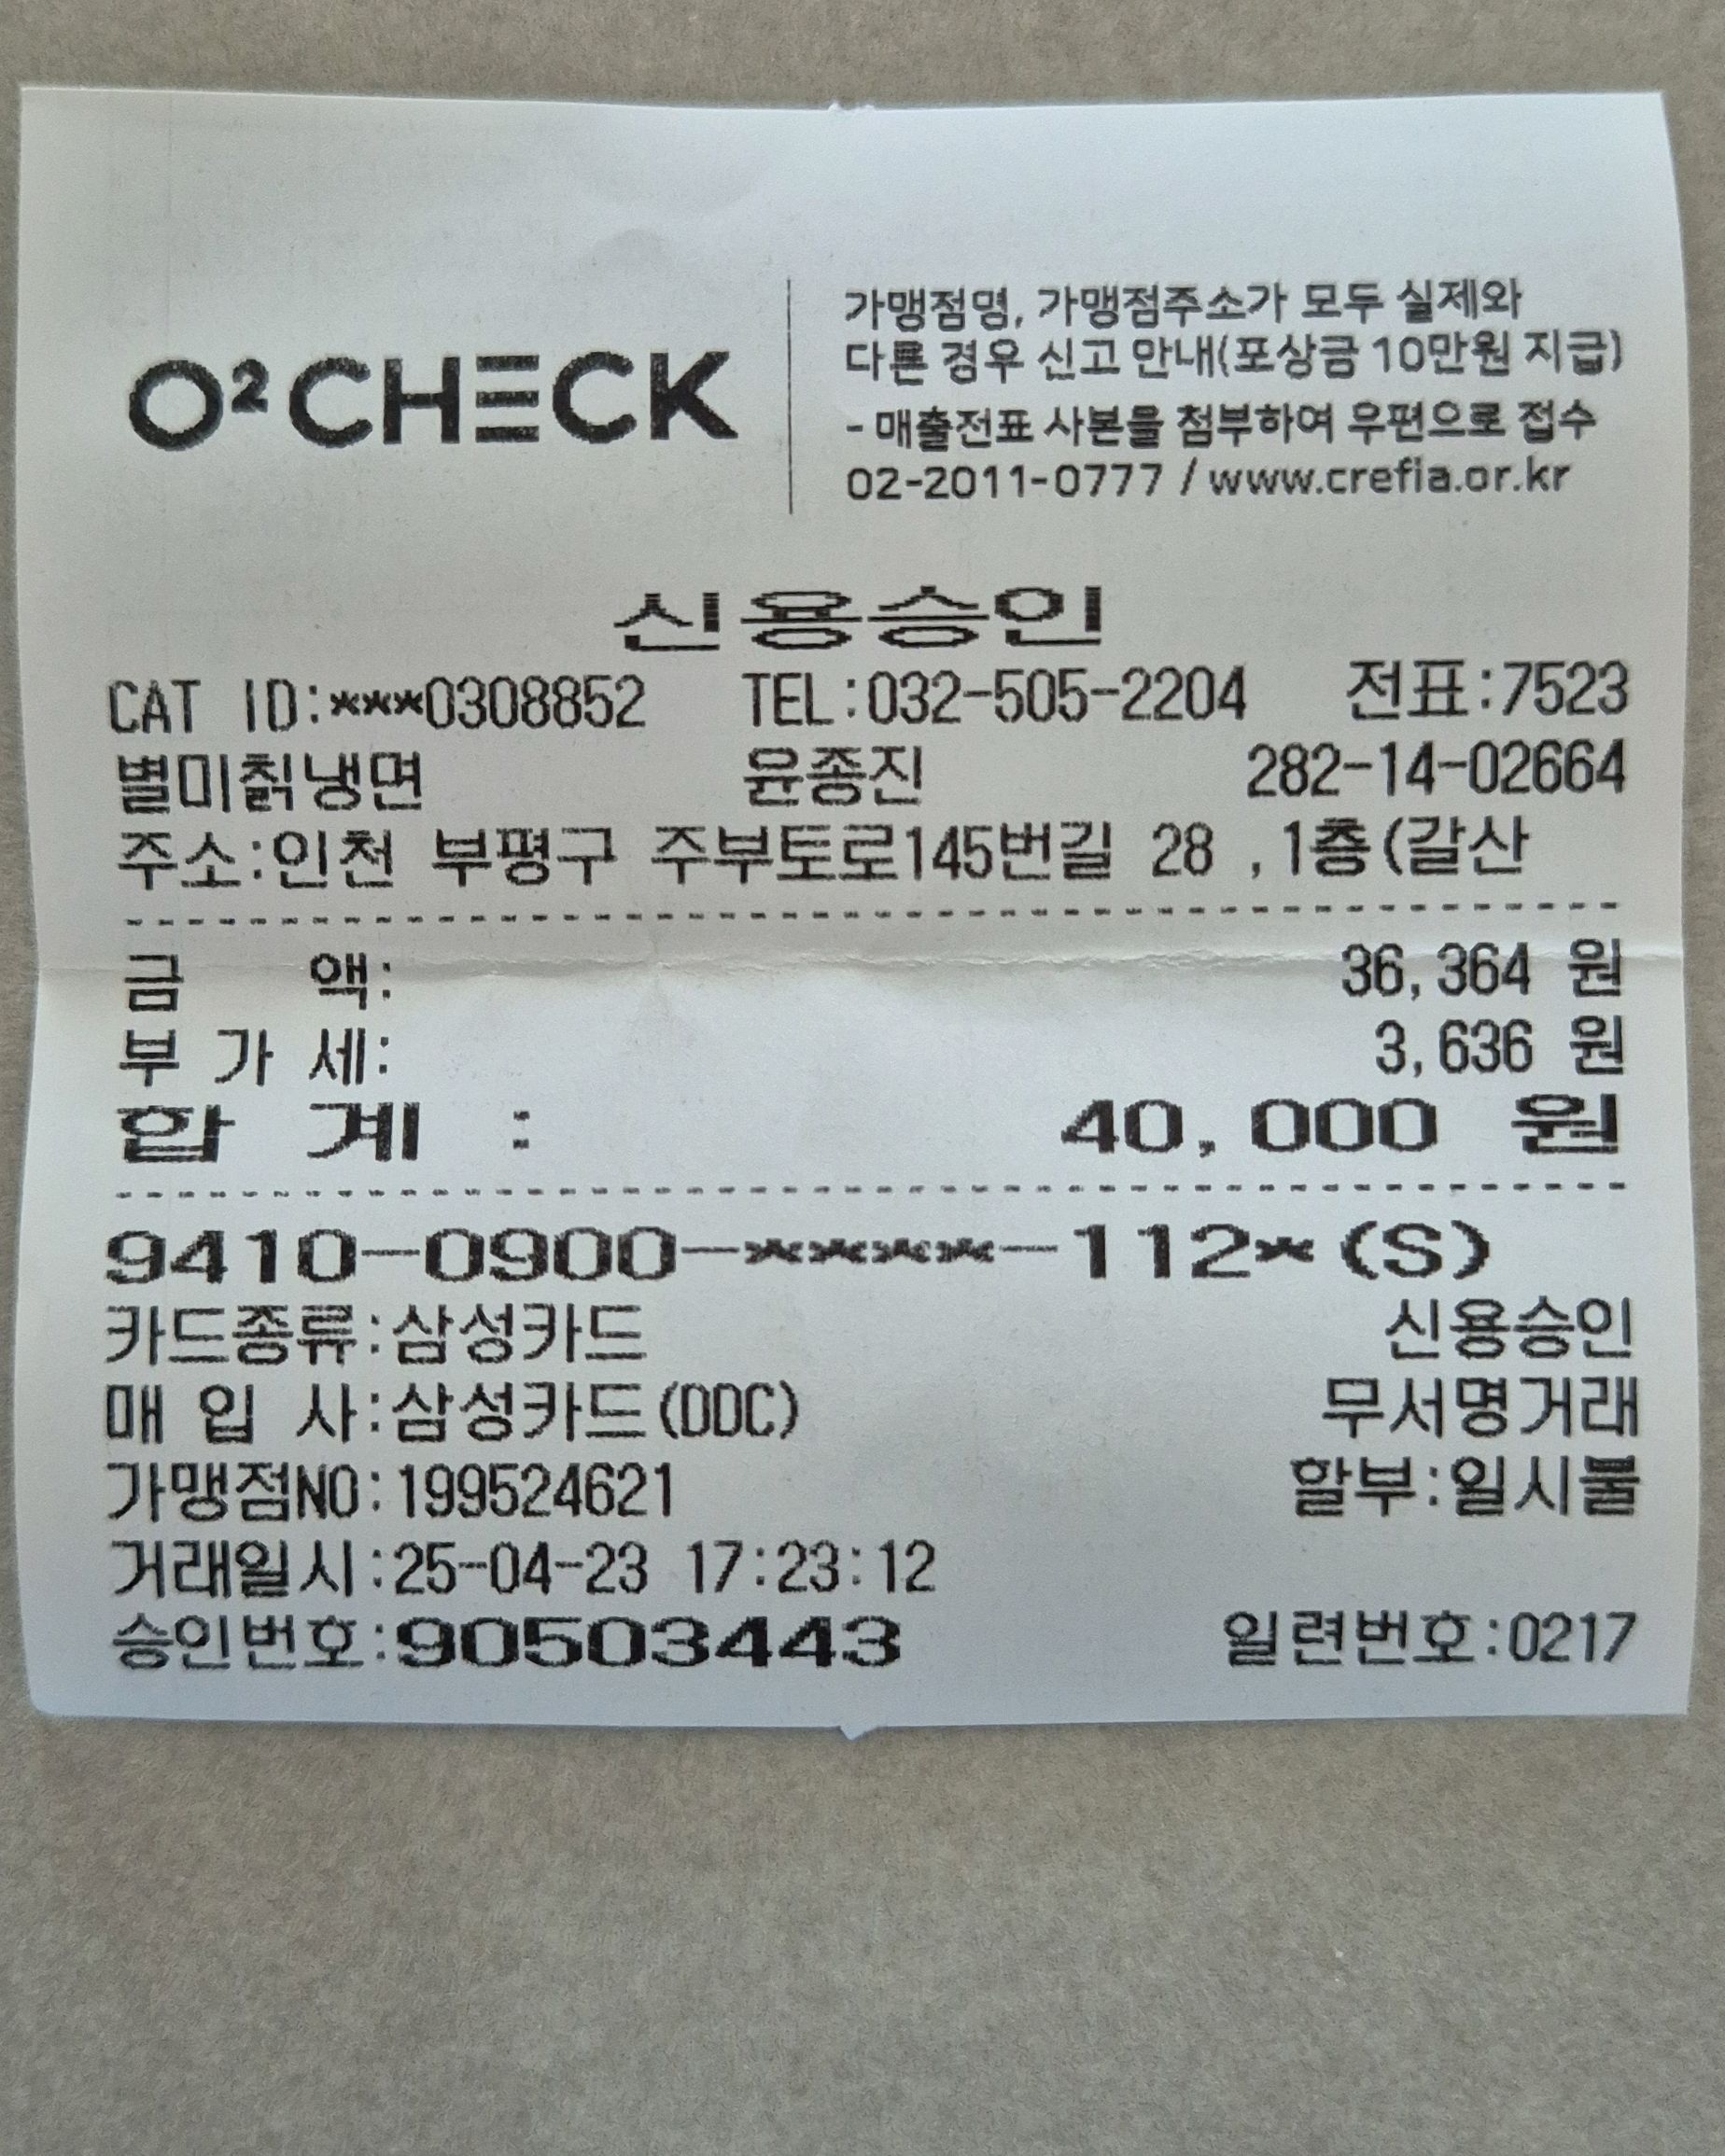 O²CHECK
가맹점명, 가맹점주소가 모두 실제와
다른 경우 신고 안내(포상금 10만원 지급)
- 매출전표 사본을 첨부하여 우편으로 접수
02-2011-0777 / www.crefia.or.kr
신용승인
CAT ID:***0308852 TEL:032-505-2204 전표:7523
별미칡냉면 윤종진 282-14-02664
주소:인천 부평구 주부토로145번길 28 ,1층(갈산
금 액: 36,364 원
부 가 세: 3,636 원
합 계 : 40,000 원
9410-0900-****-112*(S)
카드종류:삼성카드 신용승인
매 입 사:삼성카드(DDC) 무서명거래
가맹점NO:199524621 할부:일시불
거래일시:25-04-23 17:23:12
승인번호:90503443 일련번호:0217